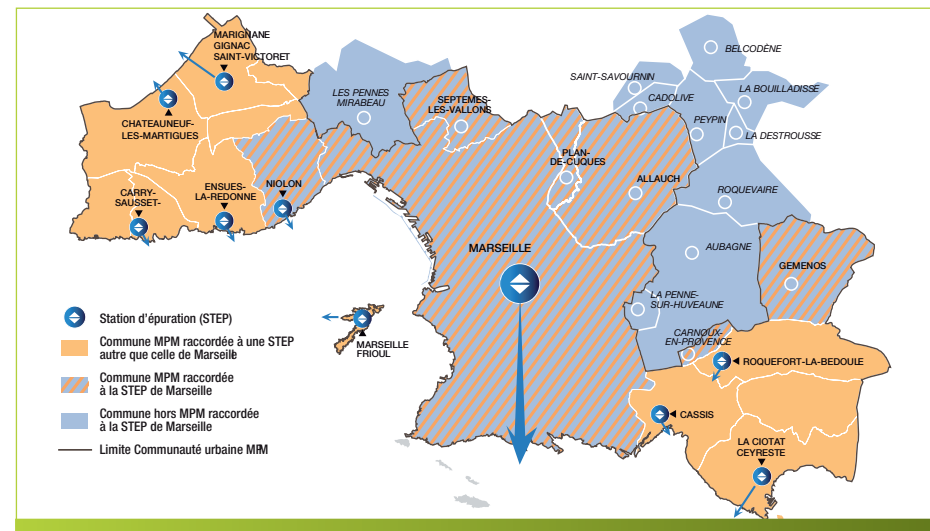 MARIGNANE
GIGNAC
SAINT-VICTORET
BELCODÈNE
SAINT-SAVOURNIN
LES PENNES
MIRABEAU
SEPTEMES-
LES-VALLONS
CADOLIVE
LA BOUILLADISSE
CHATEAUNEUF-
LES-MARTIGUES
PEYPIN
LA DESTROUSSE
PLAN-
DE-CUQUES
ALLAUCH
CARRY-
SAUSSET-
ENSUES-
LA-REDONNE
NIOLON
ROQUEVAIRE
MARSEILLE
AUBAGNE
GEMENOS
LA PENNE-
SUR-HUVEAUNE
Station d'épuration (STEP)
Commune MPM raccordée à une STEP
autre que celle de Marseille
MARSEILLE
FRIOUL
CARNOUX-
EN-PROVENCE
ROQUEFORT-LA-BEDOULE
Commune MPM raccordée
à la STEP de Marseille
Commune hors MPM raccordée
à la STEP de Marseille
CASSIS
Limite Communauté urbaine MPM
LA CIOTAT
CEYRESTE